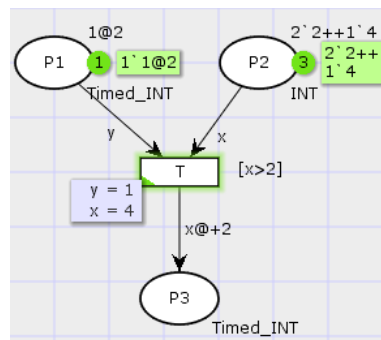 1@2
2`2++1`4
P1
1
1`1@2
P2
3
2`2++
1`4
Timed_INT
INT
y
x
T
[x>2]
y = 1
x = 4
x@+2
P3
Timed_INT